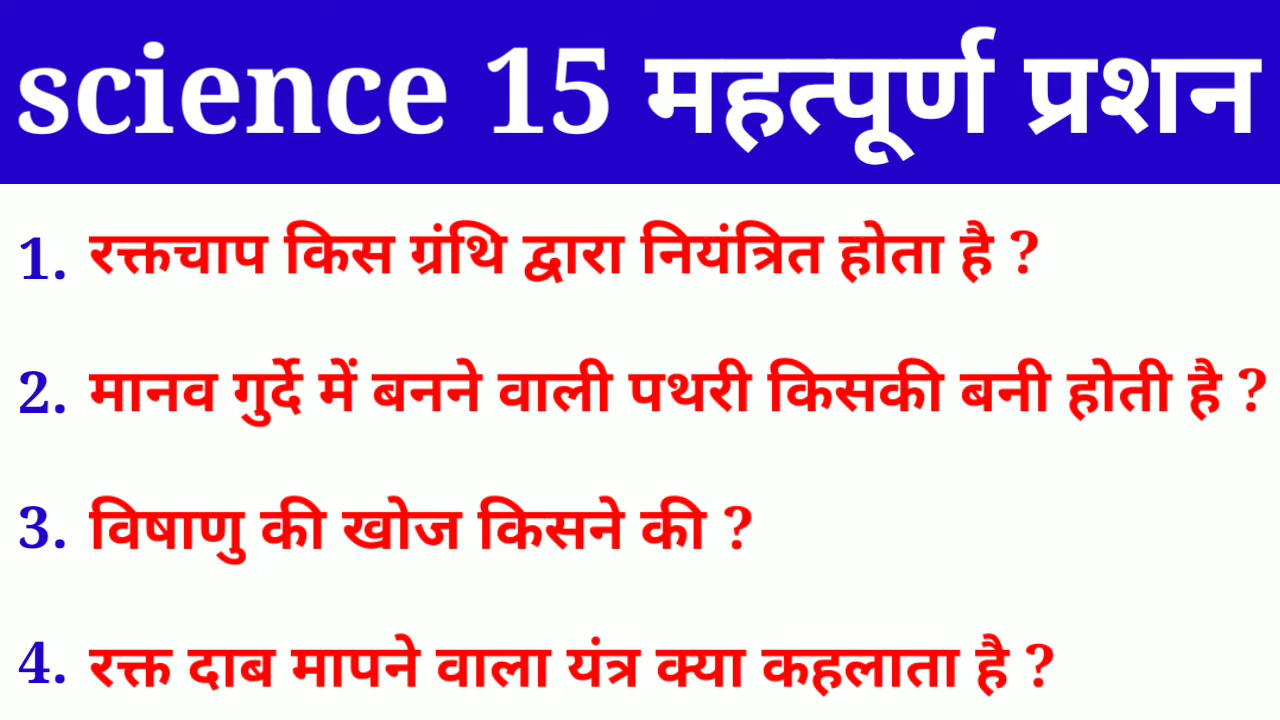 science 15 महत्पूर्ण प्रशन
1. रक्तचाप किस ग्रंथि द्वारा नियंत्रित होता है ?
2. मानव गुर्दे में बनने वाली पथरी किसकी बनी होती है ?
3. विषाणु की खोज किसने की ?
4. रक्त दाब मापने वाला यंत्र क्या कहलाता है ?